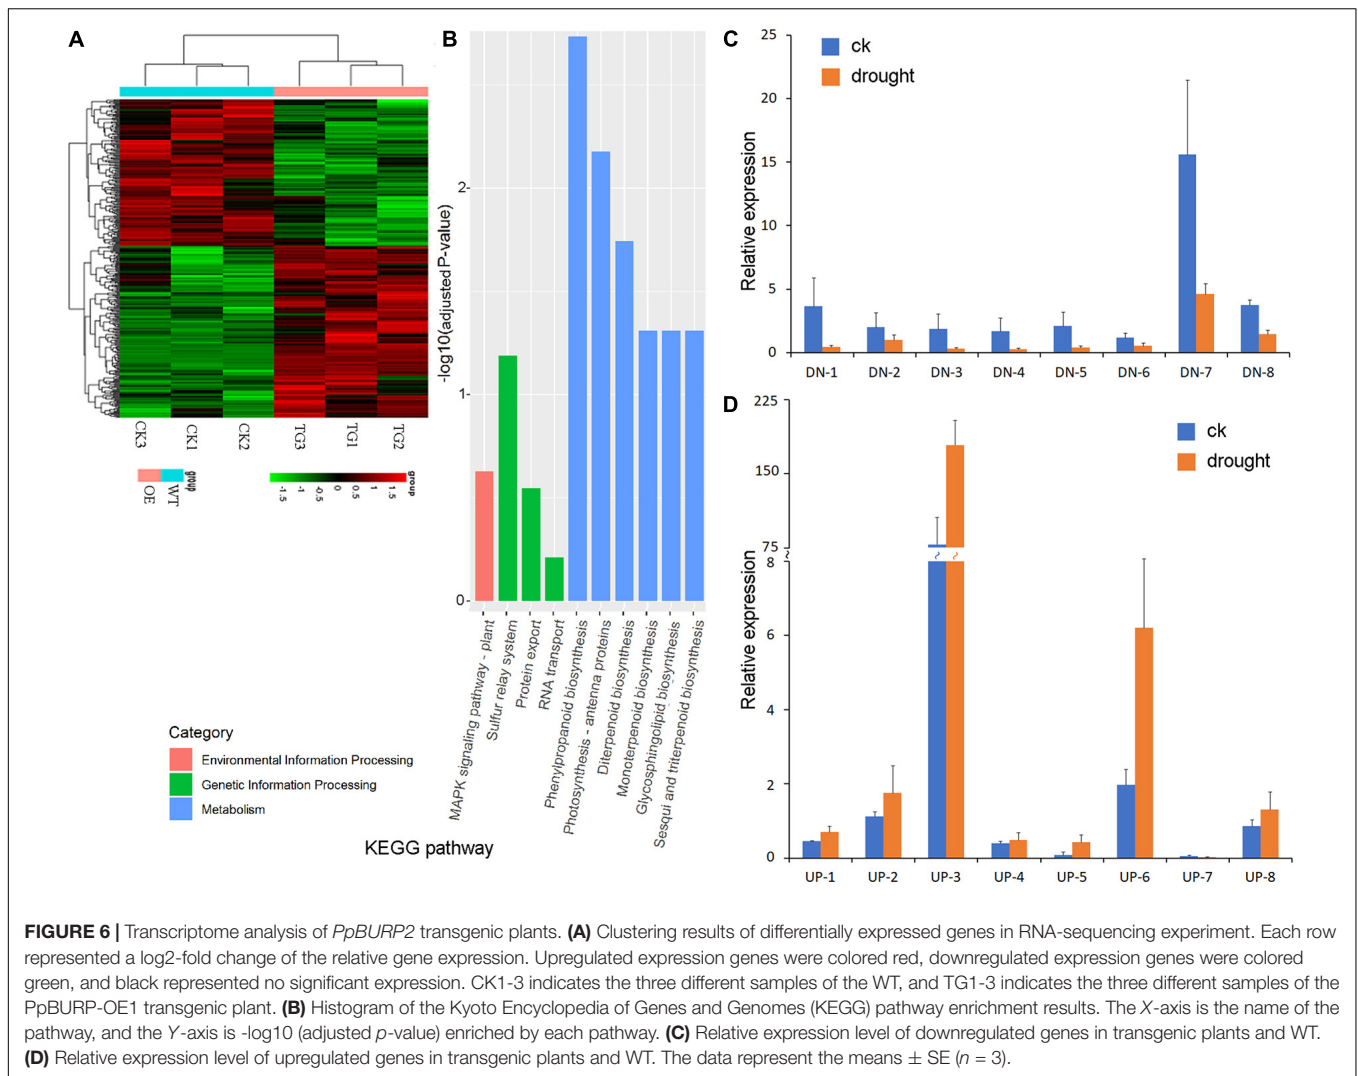 A
CK3
CK1
CK2
TG3
TG1
TG2
group
WT
OE
group
-1.5
-1
-0.5
0
0.5
1
1.5
B
-log10(adjusted P-value)
2-
1-
0-
MAPK signaling pathway - plant
Sulfur relay system
Protein export
RNA transport
Phenylpropanoid biosynthesis
Photosynthesis - antenna proteins
Diterpenoid biosynthesis
Monoterpenoid biosynthesis
Glycosphingolipid biosynthesis
Sesqui and triterpenoid biosynthesis
KEGG pathway
Category
Environmental Information Processing
Genetic Information Processing
Metabolism
C
ck
drought
Relative expression
25
20
15
10
5
0
DN-1 DN-2 DN-3 DN-4 DN-5 DN-6 DN-7 DN-8
D
ck
drought
Relative expression
225
150
75
8
6
4
2
0
UP-1 UP-2 UP-3 UP-4 UP-5 UP-6 UP-7 UP-8
FIGURE 6 | Transcriptome analysis of PpBURP2 transgenic plants. (A) Clustering results of differentially expressed genes in RNA-sequencing experiment. Each row
represented a log2-fold change of the relative gene expression. Upregulated expression genes were colored red, downregulated expression genes were colored
green, and black represented no significant expression. CK1-3 indicates the three different samples of the WT, and TG1-3 indicates the three different samples of the
PpBURP-OE1 transgenic plant. (B) Histogram of the Kyoto Encyclopedia of Genes and Genomes (KEGG) pathway enrichment results. The X-axis is the name of the
pathway, and the Y-axis is -log10 (adjusted p-value) enriched by each pathway. (C) Relative expression level of downregulated genes in transgenic plants and WT.
(D) Relative expression level of upregulated genes in transgenic plants and WT. The data represent the means ± SE (n = 3).